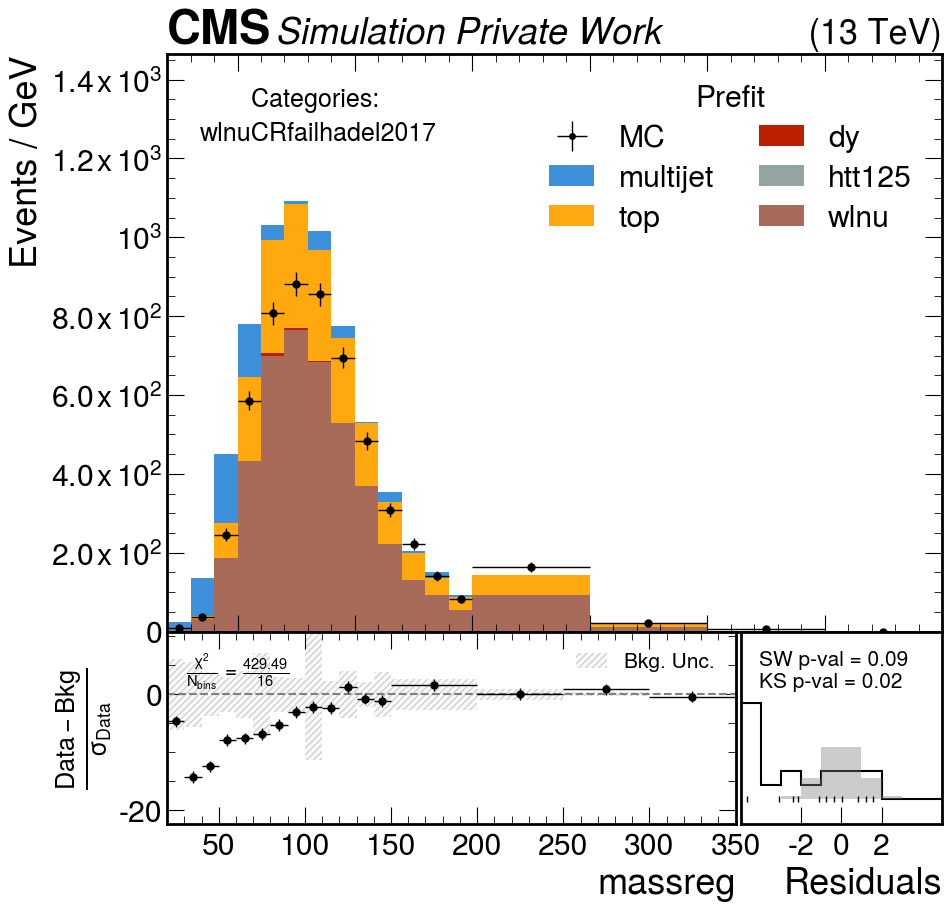 CMS Simulation Private Work (13 TeV)
Events / GeV
1.4 x 10³
1.2 x 10³
10³
8.0 x 10²
6.0 x 10²
4.0 x 10²
2.0 x 10²
0
Categories:
wlnuCRfailhadel2017
Prefit
MC
multijet
top
dy
htt125
wlnu
Data − Bkg
σData
0
-20
χ² / Nbins = 429.49 / 16
Bkg. Unc.
50 100 150 200 250 300 350
massreg
SW p-val = 0.09
KS p-val = 0.02
-2 0 2
Residuals